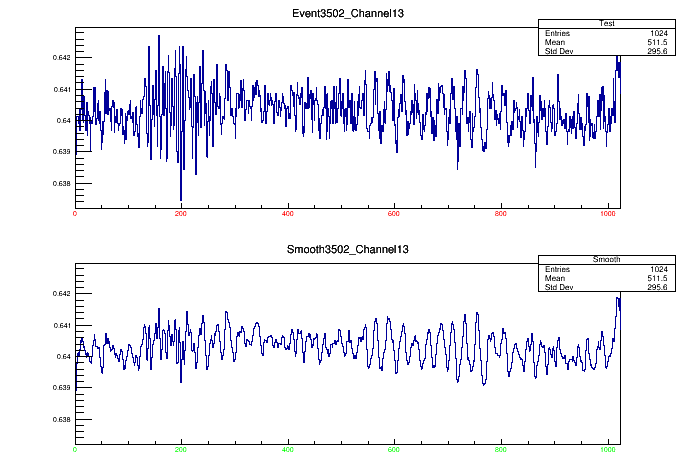 Event3502_Channel13
Test
Entries 1024
Mean 511.5
Std Dev 295.6
0.642
0.641
0.64
0.639
0.638
0 200 400 600 800 1000
Smooth3502_Channel13
Smooth
Entries 1024
Mean 511.5
Std Dev 295.6
0.642
0.641
0.64
0.639
0.638
0 200 400 600 800 1000